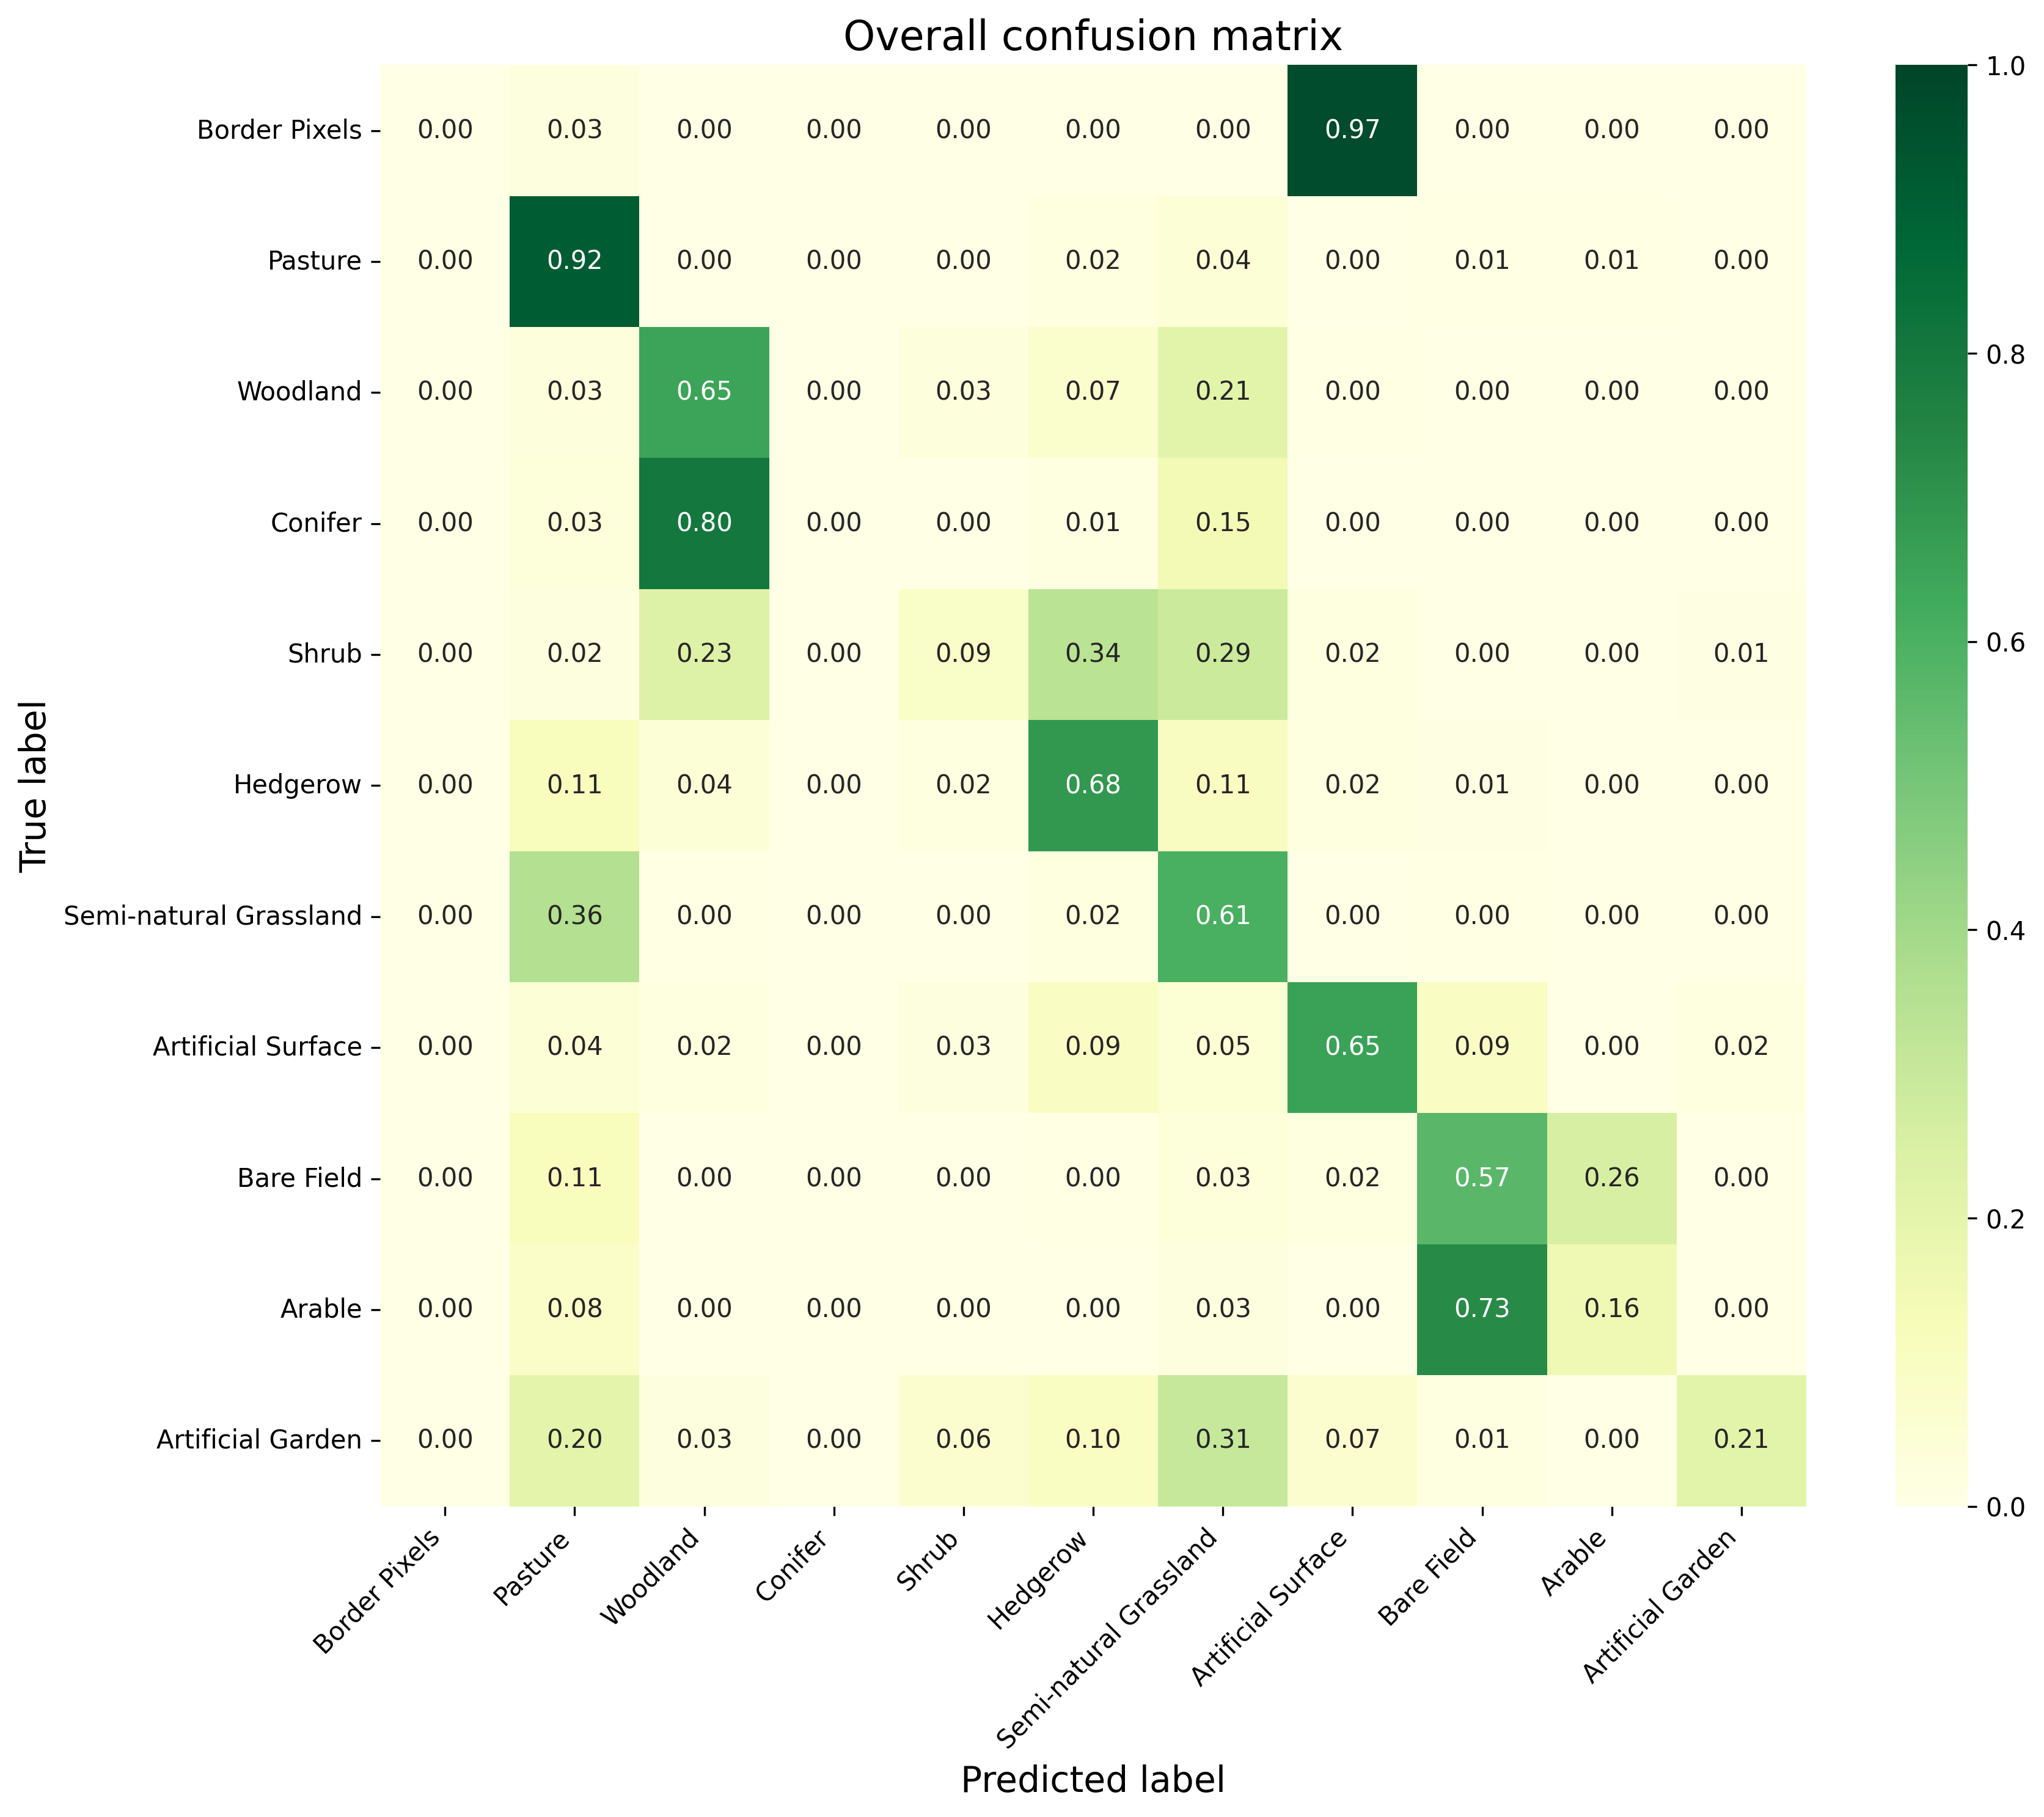 Overall confusion matrix
Border Pixels 0.00 0.03 0.00 0.00 0.00 0.00 0.00 0.97 0.00 0.00 0.00
Pasture 0.00 0.92 0.00 0.00 0.00 0.02 0.04 0.00 0.01 0.01 0.00
Woodland 0.00 0.03 0.65 0.00 0.03 0.07 0.21 0.00 0.00 0.00 0.00
Conifer 0.00 0.03 0.80 0.00 0.00 0.01 0.15 0.00 0.00 0.00 0.00
Shrub 0.00 0.02 0.23 0.00 0.09 0.34 0.29 0.02 0.00 0.00 0.01
Hedgerow 0.00 0.11 0.04 0.00 0.02 0.68 0.11 0.02 0.01 0.00 0.00
Semi-natural Grassland 0.00 0.36 0.00 0.00 0.00 0.02 0.61 0.00 0.00 0.00 0.00
Artificial Surface 0.00 0.04 0.02 0.00 0.03 0.09 0.05 0.65 0.09 0.00 0.02
Bare Field 0.00 0.11 0.00 0.00 0.00 0.00 0.03 0.02 0.57 0.26 0.00
Arable 0.00 0.08 0.00 0.00 0.00 0.00 0.03 0.00 0.73 0.16 0.00
Artificial Garden 0.00 0.20 0.03 0.00 0.06 0.10 0.31 0.07 0.01 0.00 0.21
True label
Border Pixels
Pasture
Woodland
Conifer
Shrub
Hedgerow
Semi-natural Grassland
Artificial Surface
Bare Field
Arable
Artificial Garden
Predicted label
1.0
0.8
0.6
0.4
0.2
0.0